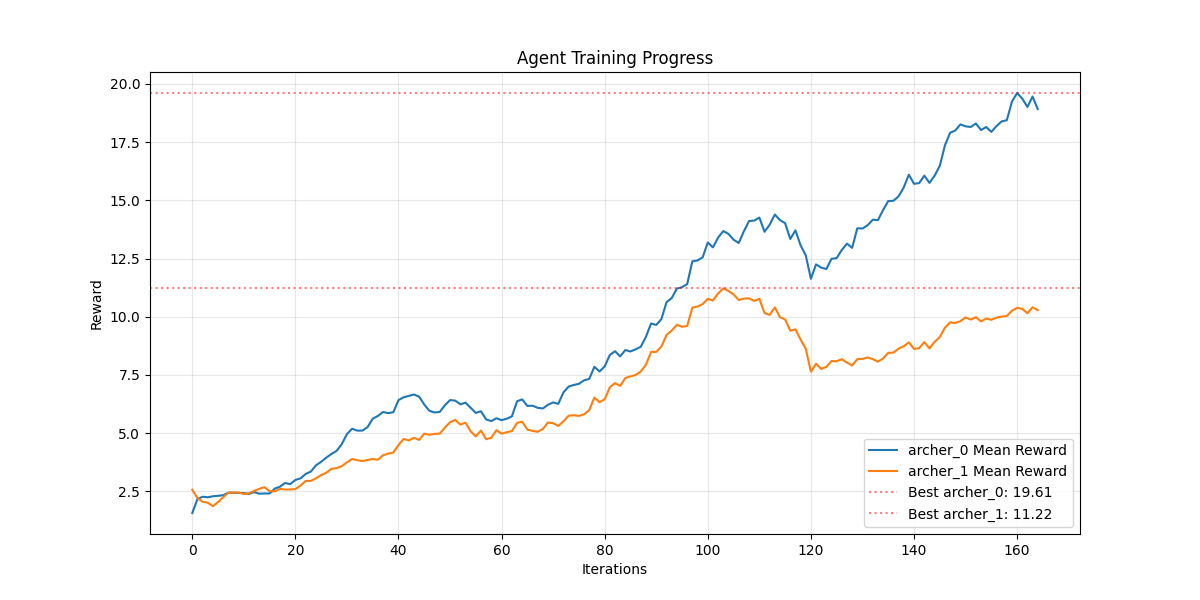 Agent Training Progress
20.0
17.5
15.0
12.5
10.0
7.5
5.0
2.5
Reward
0 20 40 60 80 100 120 140 160
Iterations
archer_0 Mean Reward
archer_1 Mean Reward
Best archer_0: 19.61
Best archer_1: 11.22